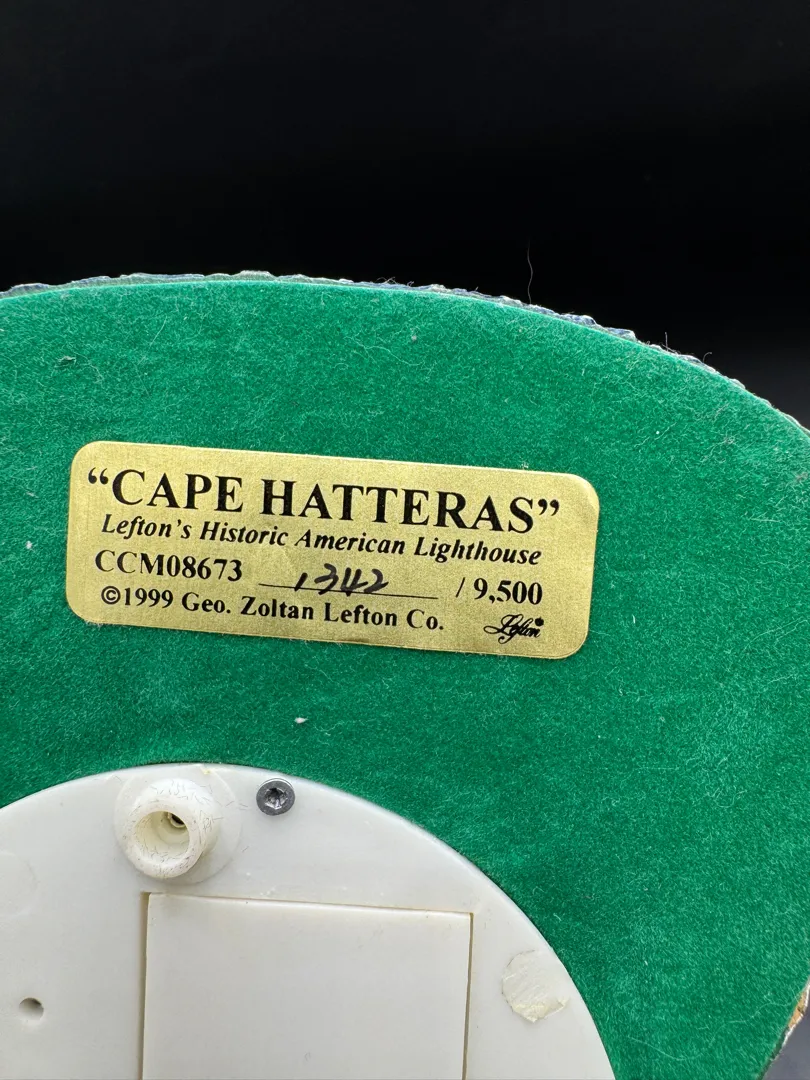 “CAPE HATTERAS”
Lefton's Historic American Lighthouse
CCM08673 1342 / 9,500
©1999 Geo. Zoltan Lefton Co. Lefton